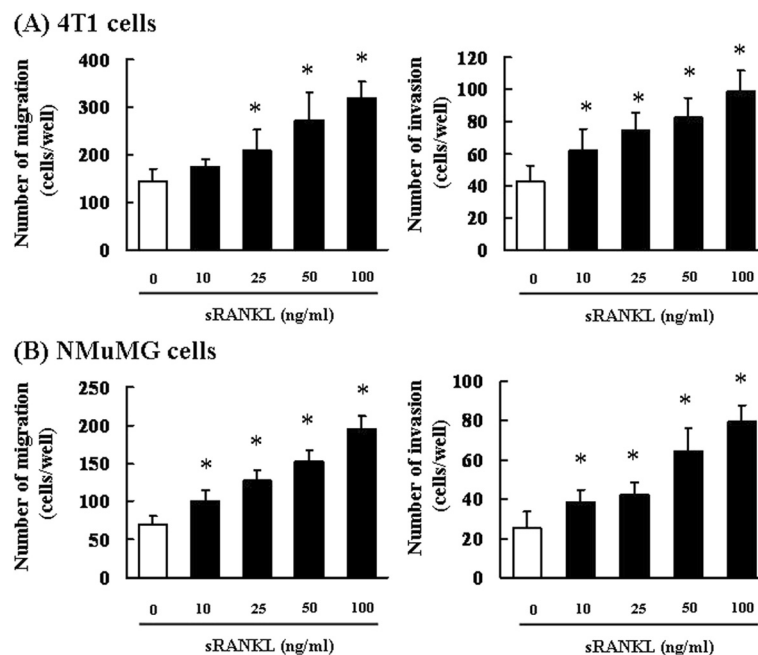 (A) 4T1 cells
Number of migration
(cells/well)
400
300
200
100
0
*
*
*
0 10 25 50 100
sRANKL (ng/ml)
Number of invasion
(cells/well)
120
100
80
60
40
20
0
*
*
*
*
0 10 25 50 100
sRANKL (ng/ml)
(B) NMuMG cells
Number of migration
(cells/well)
250
200
150
100
50
0
*
*
*
*
0 10 25 50 100
sRANKL (ng/ml)
Number of invasion
(cells/well)
100
80
60
40
20
0
*
*
*
*
0 10 25 50 100
sRANKL (ng/ml)